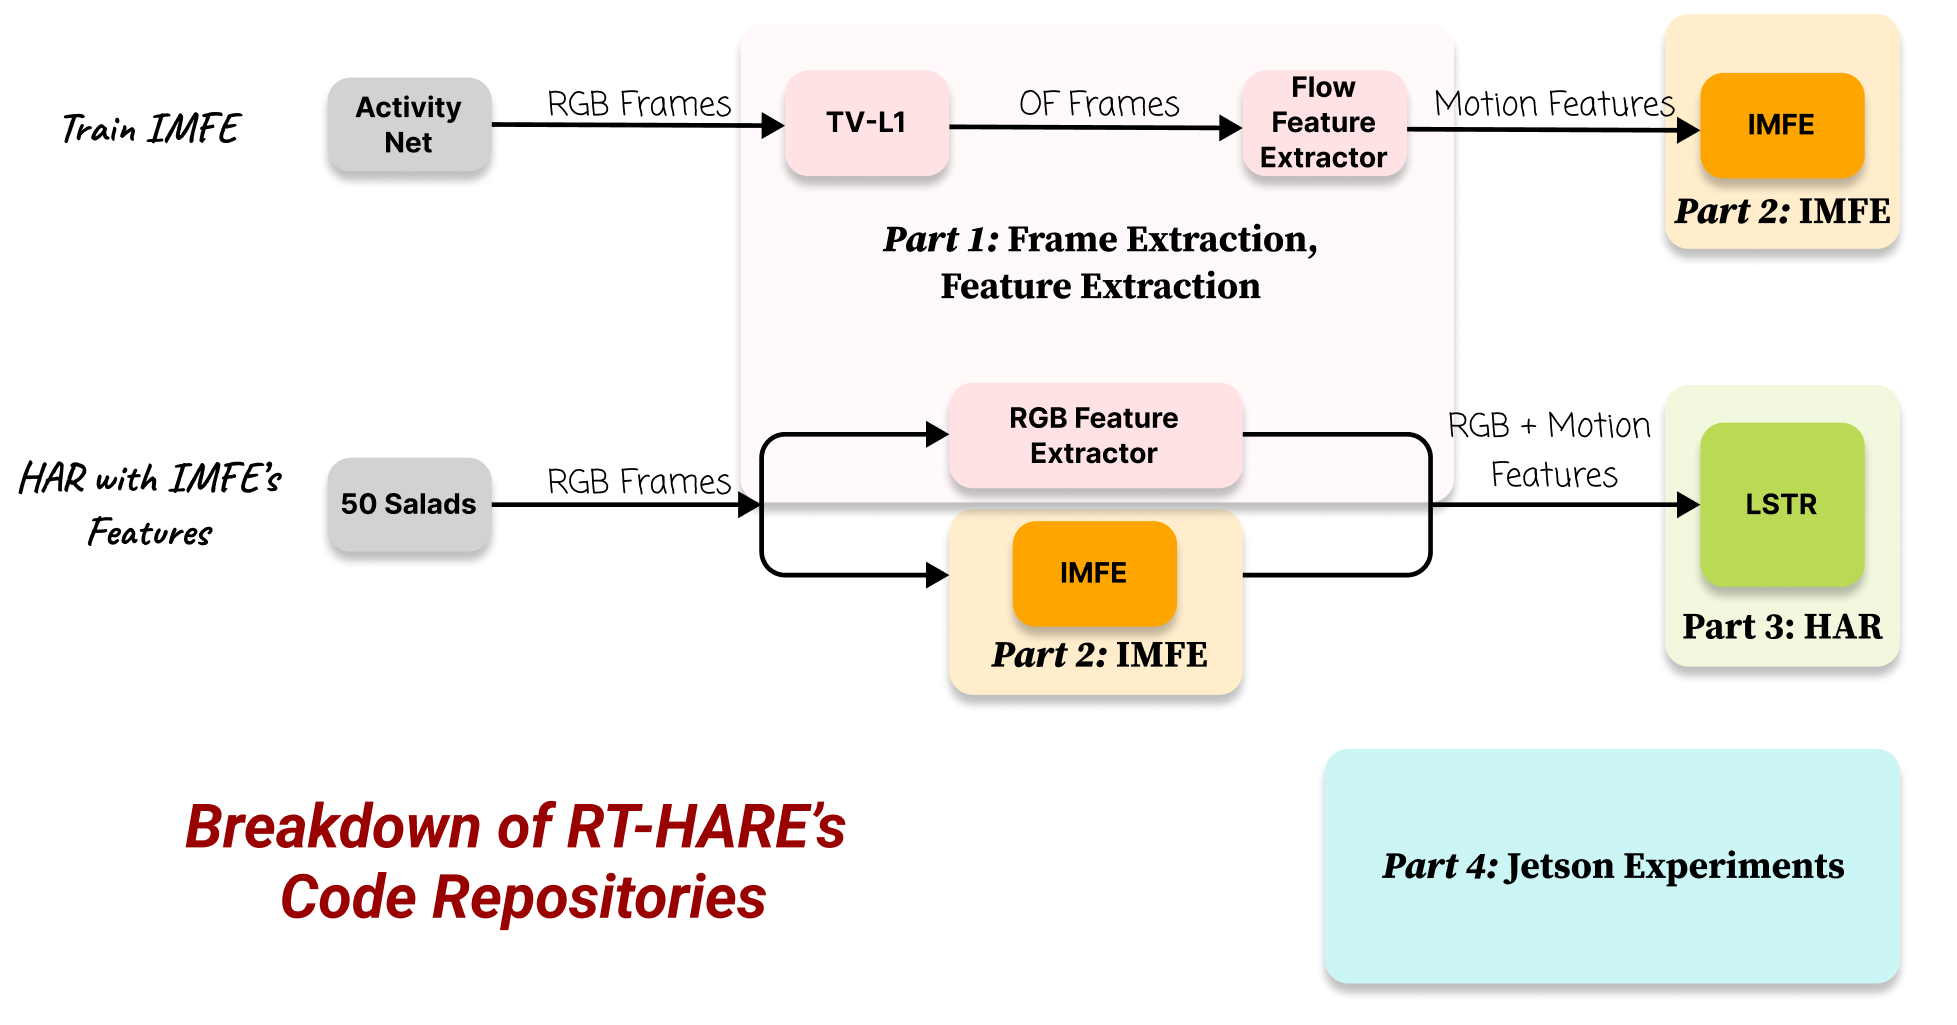 Train IMFE
Activity
Net
RGB Frames
TV-L1
OF Frames
Flow
Feature
Extractor
Motion Features
IMFE
Part 2: IMFE
Part 1: Frame Extraction,
Feature Extraction
HAR with IMFE's
Features
50 Salads
RGB Frames
RGB Feature
Extractor
IMFE
Part 2: IMFE
RGB + Motion
Features
LSTR
Part 3: HAR
Breakdown of RT-HARE's
Code Repositories
Part 4: Jetson Experiments